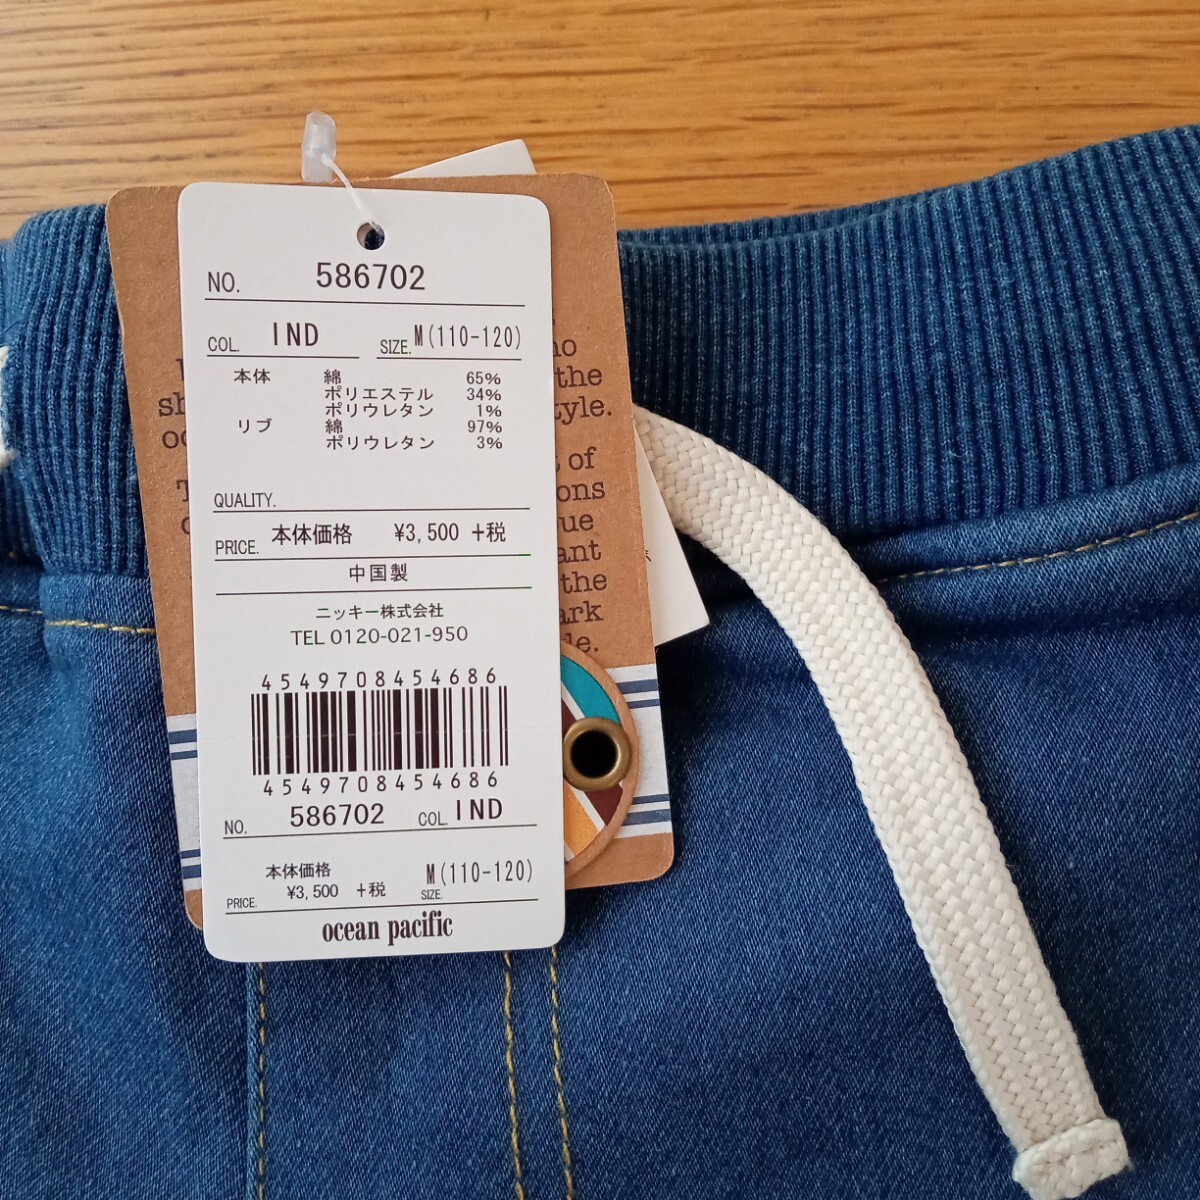 NO. 586702
COL. IND SIZE. M(110-120)
本体 綿 65%
ポリエステル 34%
ポリウレタン 1%
リブ 綿 97%
ポリウレタン 3%
QUALITY.
PRICE. 本体価格 ¥3,500 +税
中国製
ニッキー株式会社
TEL 0120-021-950
4549708454686
4549708454686
NO. 586702 COL. IND
本体価格
PRICE. ¥3,500 +税 SIZE. M(110-120)
ocean pacific
the
of
the